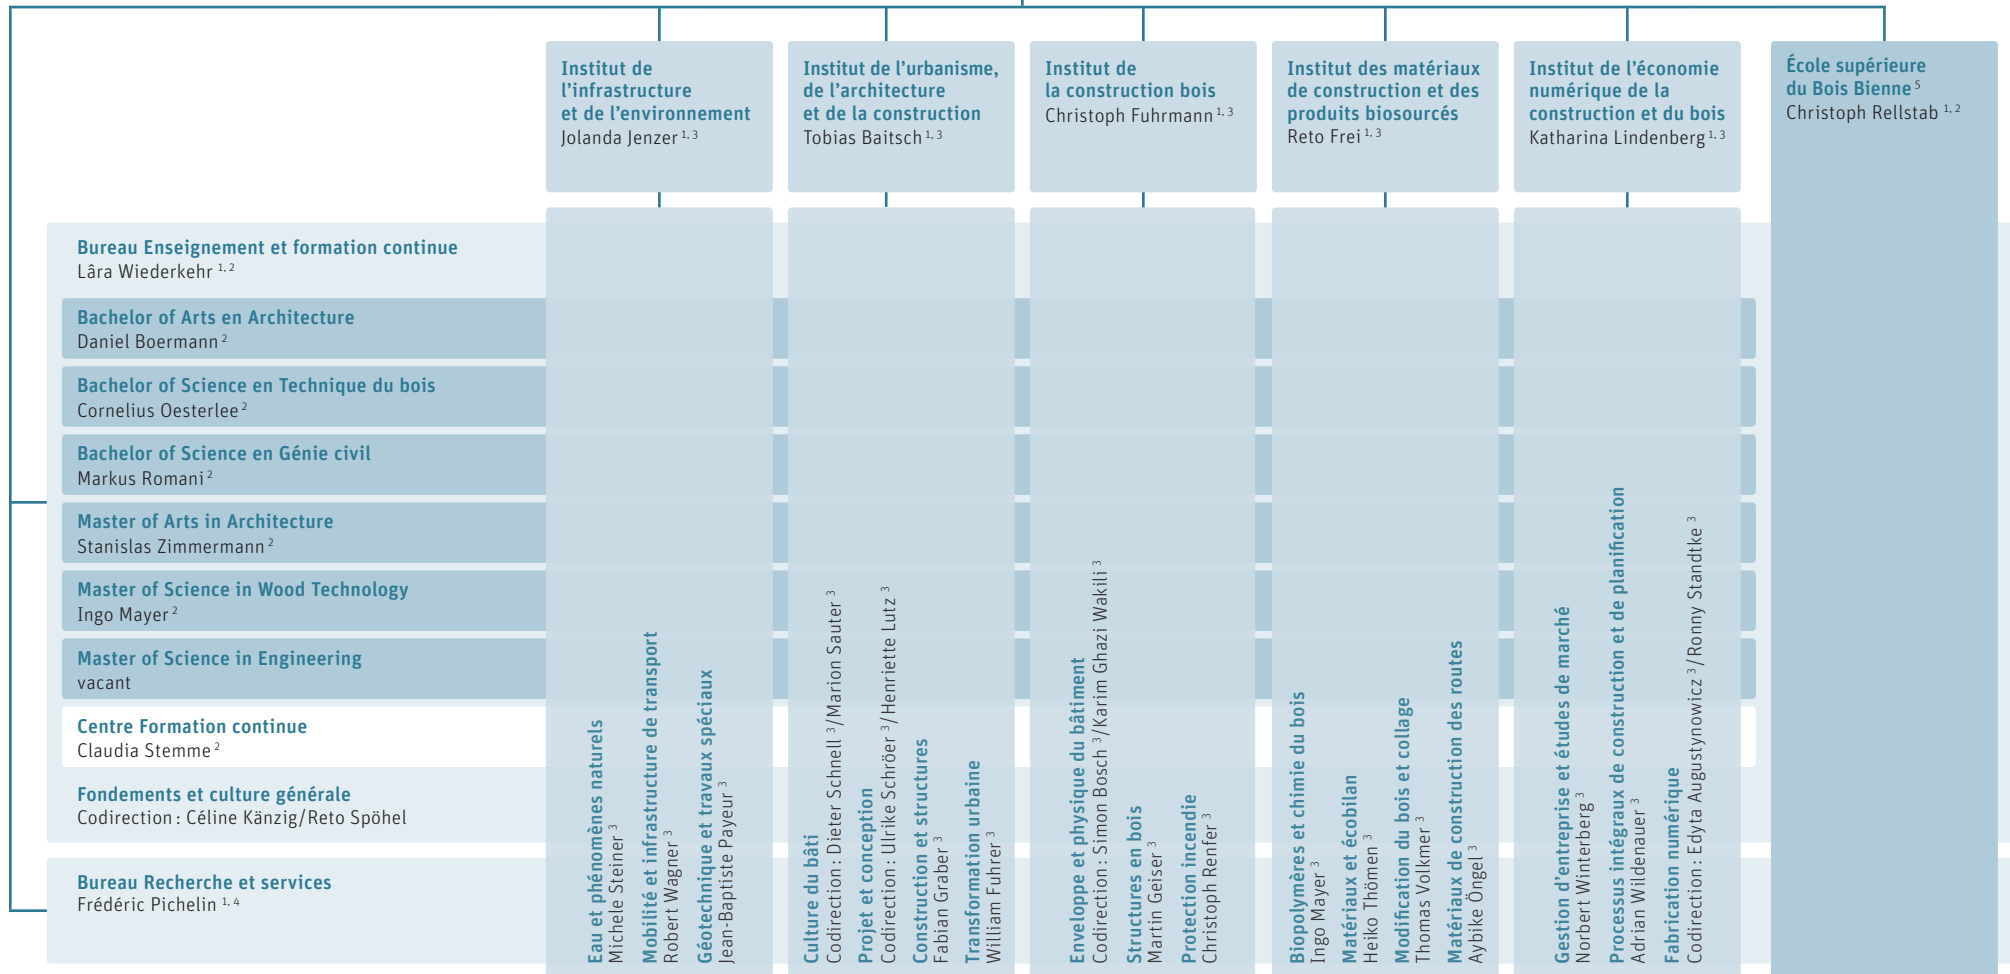 Institut de
l'infrastructure
et de l'environnement
Jolanda Jenzer 1, 3
Institut de l'urbanisme,
de l'architecture
et de la construction
Tobias Baitsch 1, 3
Institut de
la construction bois
Christoph Fuhrmann 1, 3
Institut des matériaux
de construction et des
produits biosourcés
Reto Frei 1, 3
Institut de l'économie
numérique de la
construction et du bois
Katharina Lindenberg 1, 3
École supérieure
du Bois Bienne 5
Christoph Rellstab 1, 2
Bureau Enseignement et formation continue
Lâra Wiederkehr 1, 2
Bachelor of Arts en Architecture
Daniel Boermann 2
Bachelor of Science en Technique du bois
Cornelius Oesterlee 2
Bachelor of Science en Génie civil
Markus Romani 2
Master of Arts in Architecture
Stanislas Zimmermann 2
Master of Science in Wood Technology
Ingo Mayer 2
Master of Science in Engineering
vacant
Centre Formation continue
Claudia Stemme 2
Fondements et culture générale
Codirection : Céline Känzig/Reto Spöhel
Bureau Recherche et services
Frédéric Pichelin 1, 4
Eau et phénomènes naturels
Michele Steiner 3
Mobilité et infrastructure de transport
Robert Wagner 3
Géotechnique et travaux spéciaux
Jean-Baptiste Payeur 3
Culture du bâti
Codirection : Dieter Schnell 3/Marion Sauter 3
Projet et conception
Codirection : Ulrike Schröer 3/Henriette Lutz 3
Construction et structures
Fabian Graber 3
Transformation urbaine
William Fuhrer 3
Enveloppe et physique du bâtiment
Codirection : Simon Bosch 3/Karim Ghazi Wakili 3
Structures en bois
Martin Geiser 3
Protection incendie
Christoph Renfer 3
Biopolymères et chimie du bois
Ingo Mayer 3
Matériaux et écobilan
Heiko Thömen 3
Modification du bois et collage
Thomas Volkmer 3
Matériaux de construction des routes
Aybike Öngel 3
Gestion d'entreprise et études de marché
Norbert Winterberg 3
Processus intégraux de construction et de planification
Adrian Wildenauer 3
Fabrication numérique
Codirection : Edyta Augustynowicz 3/Ronny Standtke 3